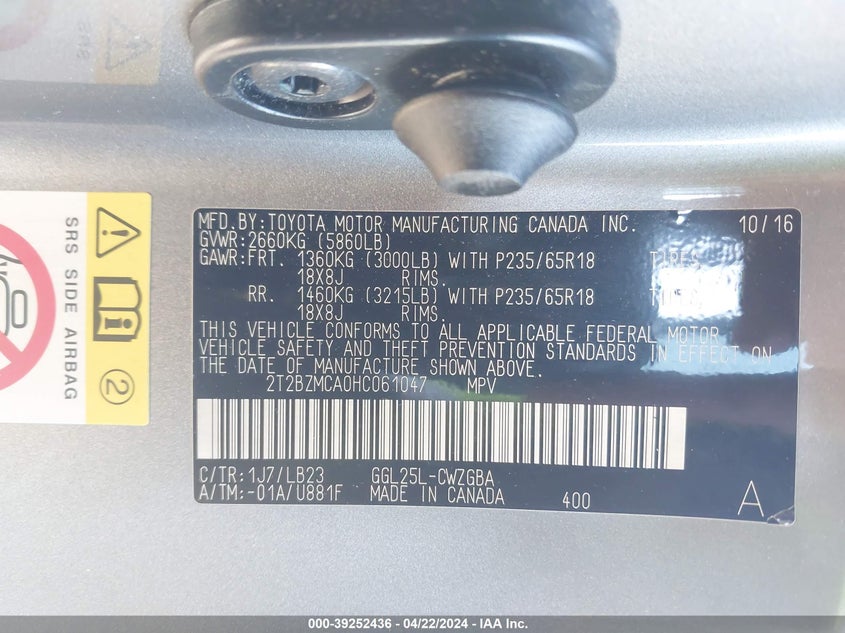 SRS SIDE AIRBAG
2
MFD.BY:TOYOTA MOTOR MANUFACTURING CANADA INC. 10/16
GVWR:2660KG (5860LB)
GAWR:FRT. 1360KG (3000LB) WITH P235/65R18 TIRES
18X8J RIMS.
RR. 1460KG (3215LB) WITH P235/65R18
18X8J RIMS.
THIS VEHICLE CONFORMS TO ALL APPLICABLE FEDERAL MOTOR
VEHICLE SAFETY AND THEFT PREVENTION STANDARDS IN EFFECT ON
THE DATE OF MANUFACTURE SHOWN ABOVE.
2T2BZMCA0HC061047 MPV
C/TR:1J7/LB23 GGL25L-CWZGBA
A/TM:-01A/U881F MADE IN CANADA 400 A
000-39252436 - 04/22/2024 - IAA Inc.